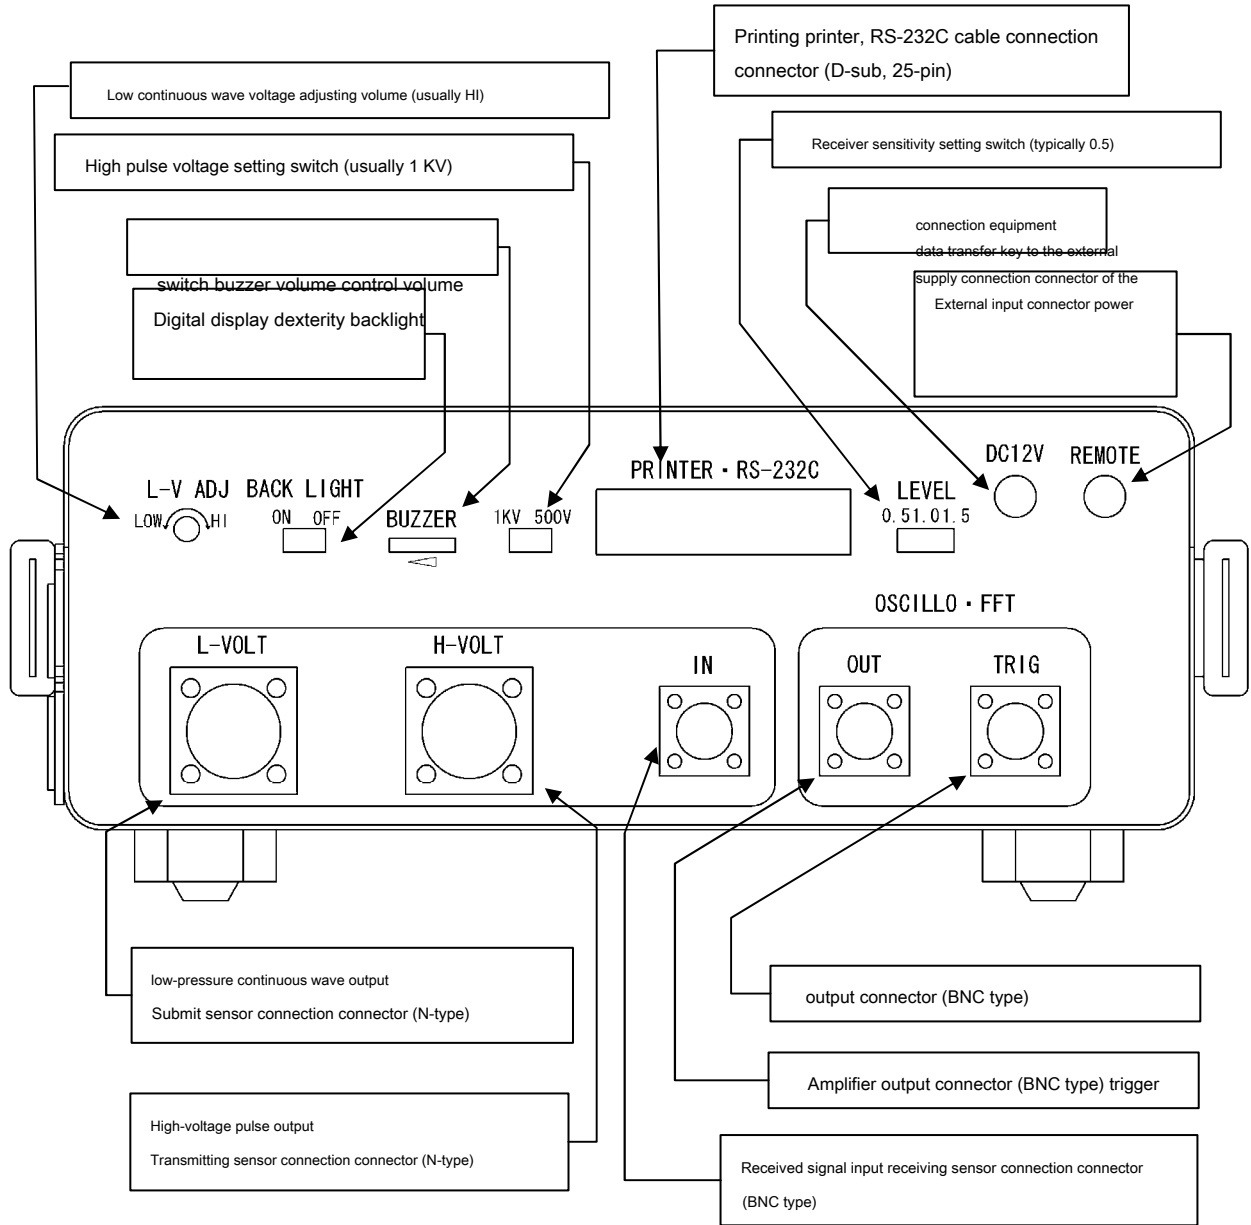 Printing printer, RS-232C cable connection
connector (D-sub, 25-pin)
Low continuous wave voltage adjusting volume (usually HI)
Receiver sensitivity setting switch (typically 0.5)
High pulse voltage setting switch (usually 1 KV)
connection equipment
data transfer key to the external
supply connection connector of the
External input connector power
switch buzzer volume control volume
Digital display dexterity backlight
L-V ADJ
LOW HI
BACK LIGHT
ON OFF
BUZZER
1KV 500V
PRINTER・RS-232C
LEVEL
0.51.01.5
DC12V
REMOTE
OSCILLO・FFT
L-VOLT
H-VOLT
IN
OUT
TRIG
low-pressure continuous wave output
Submit sensor connection connector (N-type)
output connector (BNC type)
Amplifier output connector (BNC type) trigger
High-voltage pulse output
Transmitting sensor connection connector (N-type)
Received signal input receiving sensor connection connector
(BNC type)